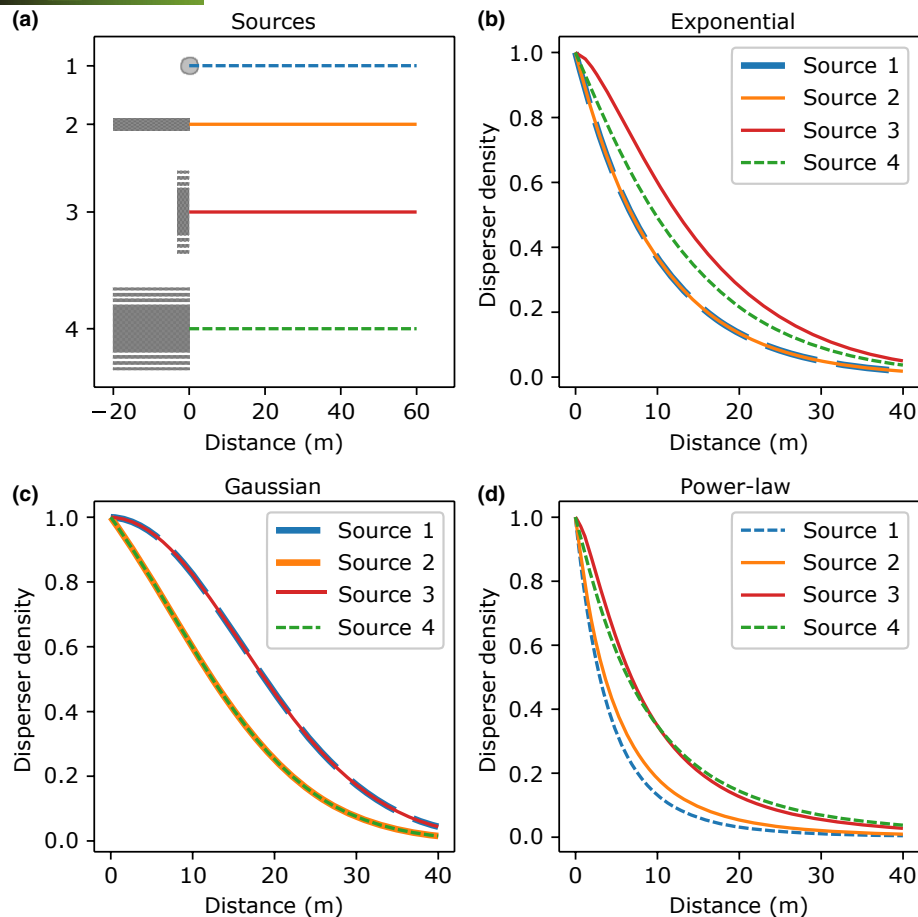 (a) Sources
1
2
3
4
−20 0 20 40 60
Distance (m)
(b) Exponential
Disperser density
1.0
0.8
0.6
0.4
0.2
0.0
Source 1
Source 2
Source 3
Source 4
0 10 20 30 40
Distance (m)
(c) Gaussian
Disperser density
1.0
0.8
0.6
0.4
0.2
0.0
Source 1
Source 2
Source 3
Source 4
0 10 20 30 40
Distance (m)
(d) Power-law
Disperser density
1.0
0.8
0.6
0.4
0.2
0.0
Source 1
Source 2
Source 3
Source 4
0 10 20 30 40
Distance (m)